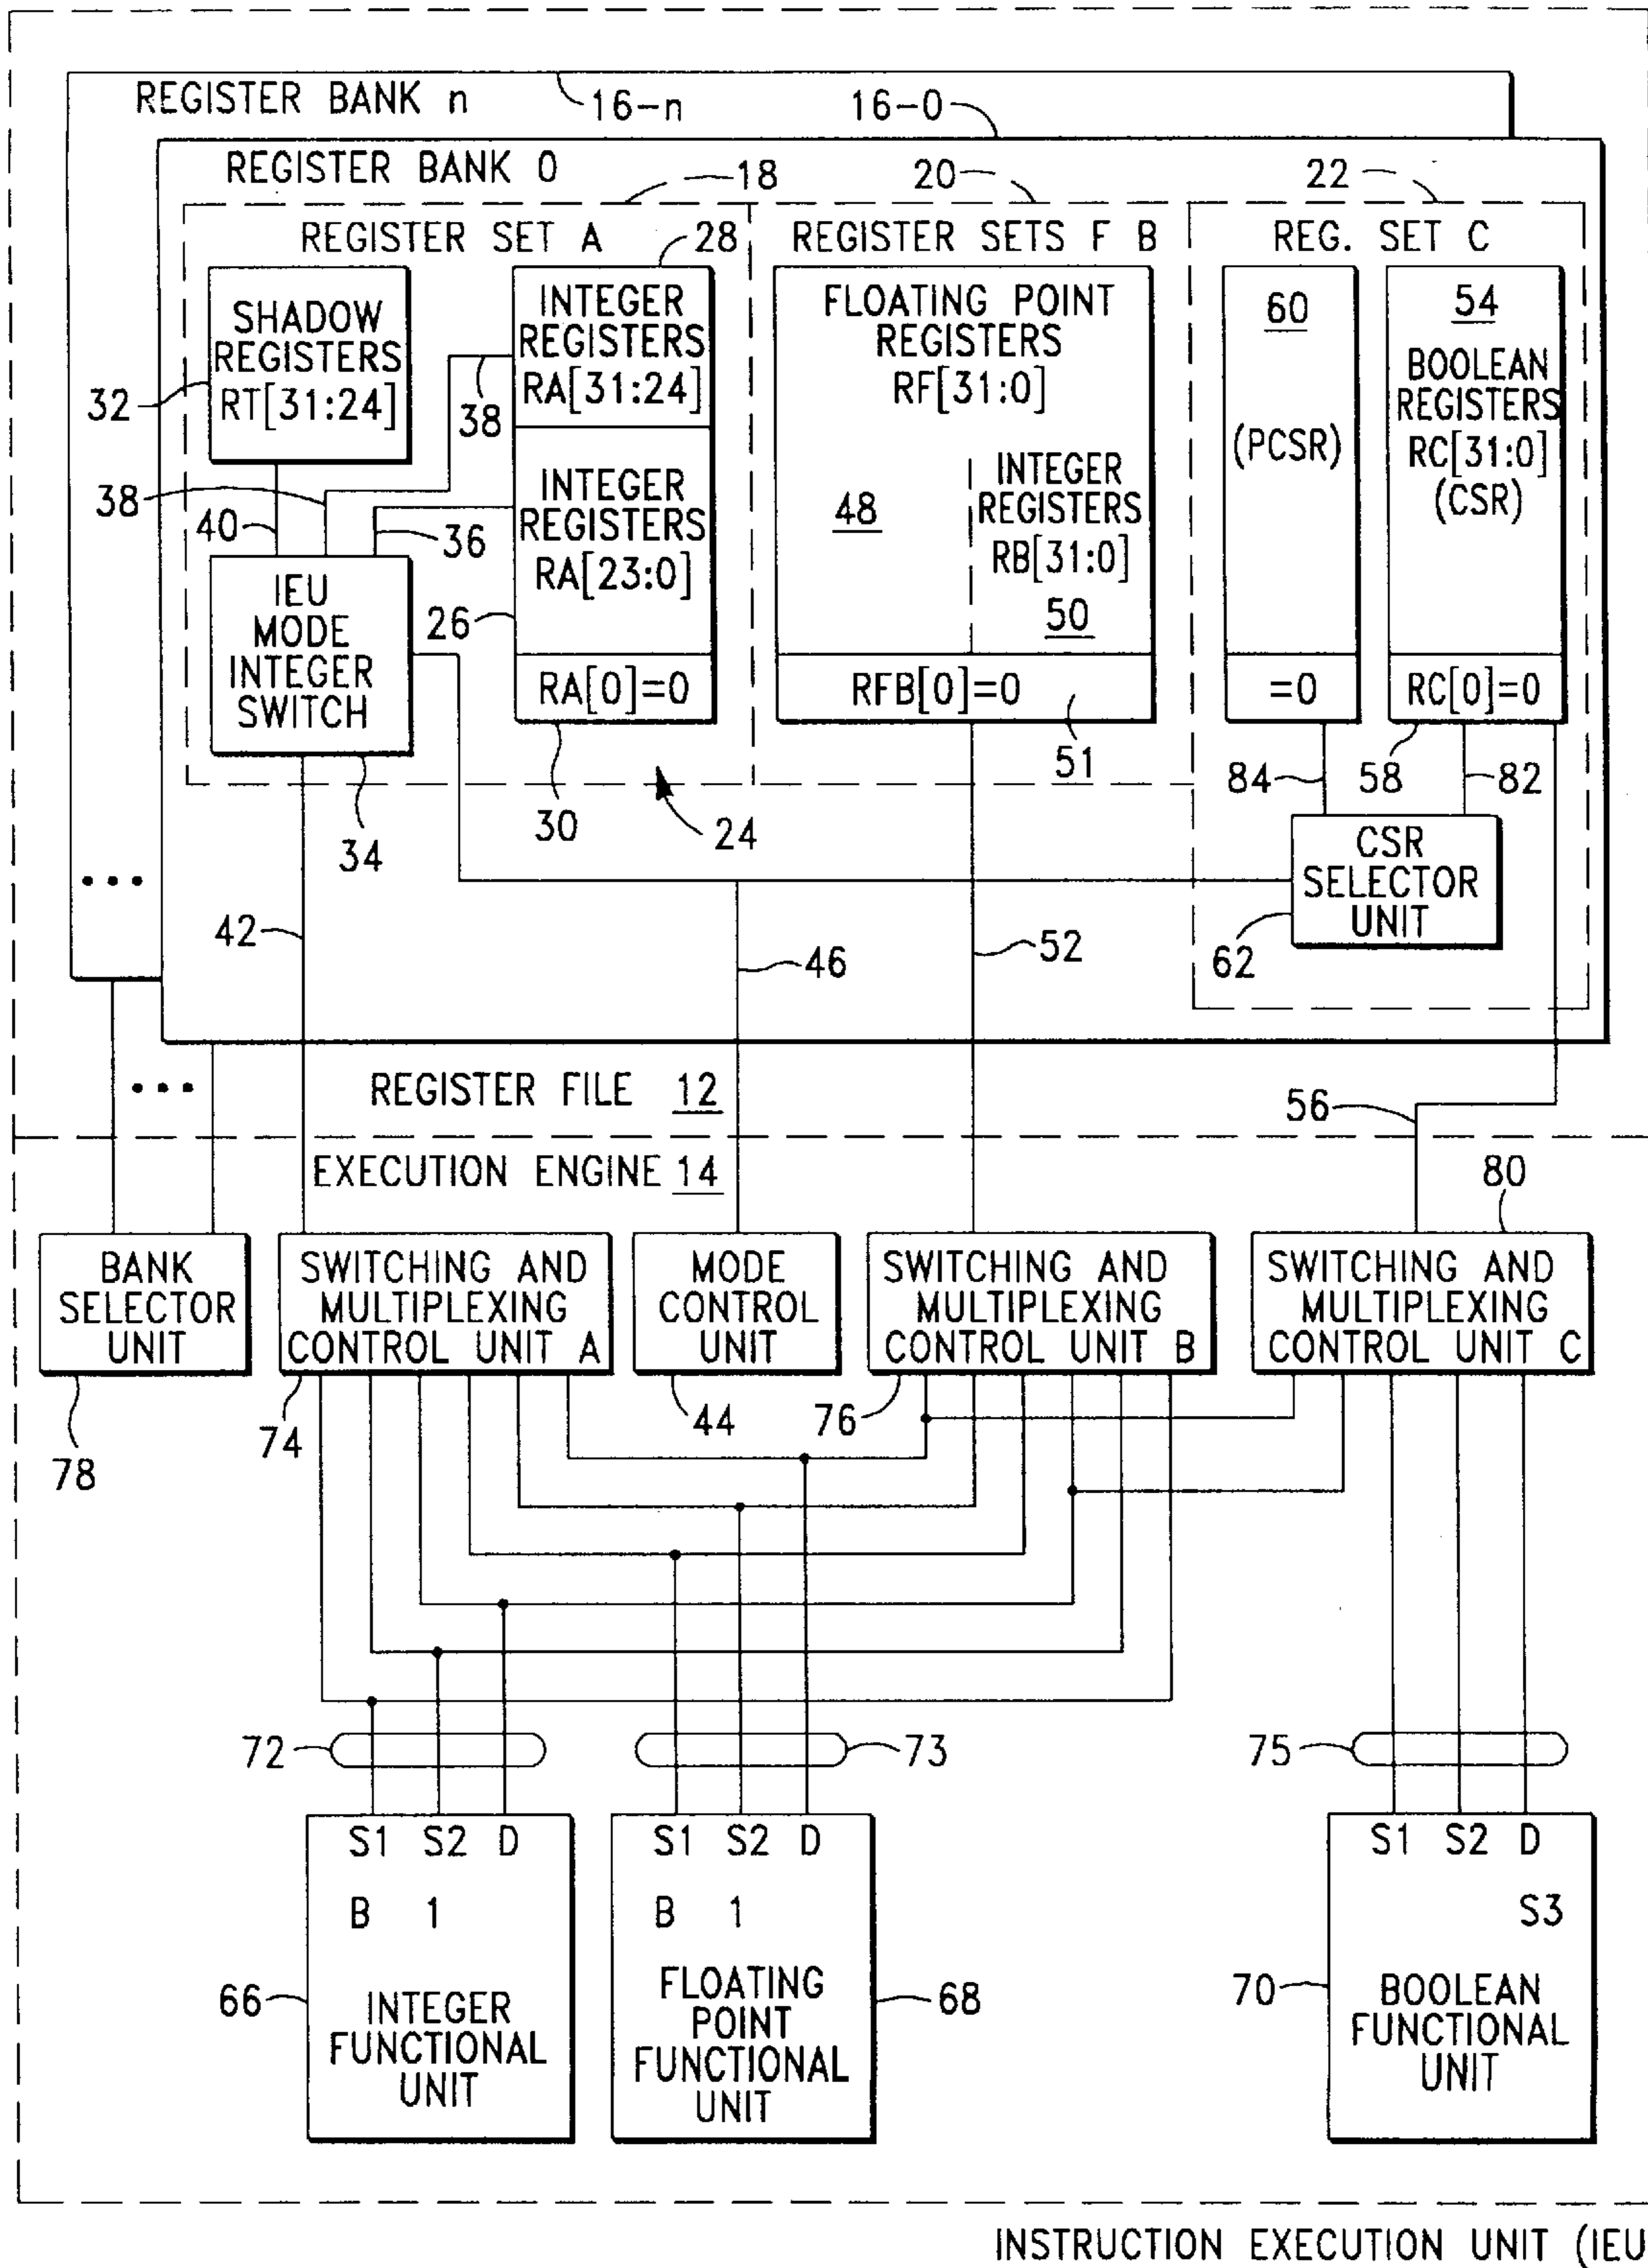 REGISTER BANK n
16-n
16-0
REGISTER BANK 0
18
20
22
REGISTER SET A
28
REGISTER SETS F B
REG. SET C
SHADOW
REGISTERS
RT[31:24]
32
INTEGER
REGISTERS
RA[31:24]
38
FLOATING POINT
REGISTERS
RF[31:0]
60
(PCSR)
54
BOOLEAN
REGISTERS
RC[31:0]
(CSR)
38
40
36
INTEGER
REGISTERS
RA[23:0]
26
48
INTEGER
REGISTERS
RB[31:0]
50
IEU
MODE
INTEGER
SWITCH
RA[0]=0
RFB[0]=0
=0
RC[0]=0
34
30
24
51
84
58
82
CSR
SELECTOR
UNIT
62
•••
42
46
52
•••
REGISTER FILE 12
56
EXECUTION ENGINE 14
80
BANK
SELECTOR
UNIT
SWITCHING AND
MULTIPLEXING
CONTROL UNIT A
MODE
CONTROL
UNIT
SWITCHING AND
MULTIPLEXING
CONTROL UNIT B
SWITCHING AND
MULTIPLEXING
CONTROL UNIT C
78
74
44
76
72
73
75
S1 S2 D
B 1
INTEGER
FUNCTIONAL
UNIT
66
S1 S2 D
B 1
FLOATING
POINT
FUNCTIONAL
UNIT
68
S1 S2 D
S3
BOOLEAN
FUNCTIONAL
UNIT
70
INSTRUCTION EXECUTION UNIT (IEU